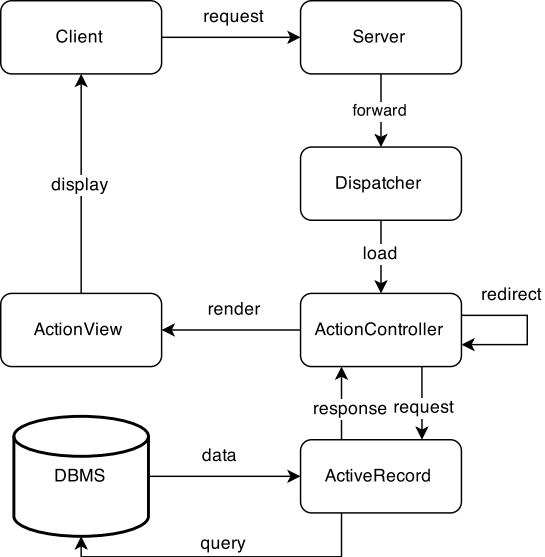 request
Client
Server
forward
display
Dispatcher
load
redirect
render
ActionView
ActionController
response
request
data
DBMS
ActiveRecord
query